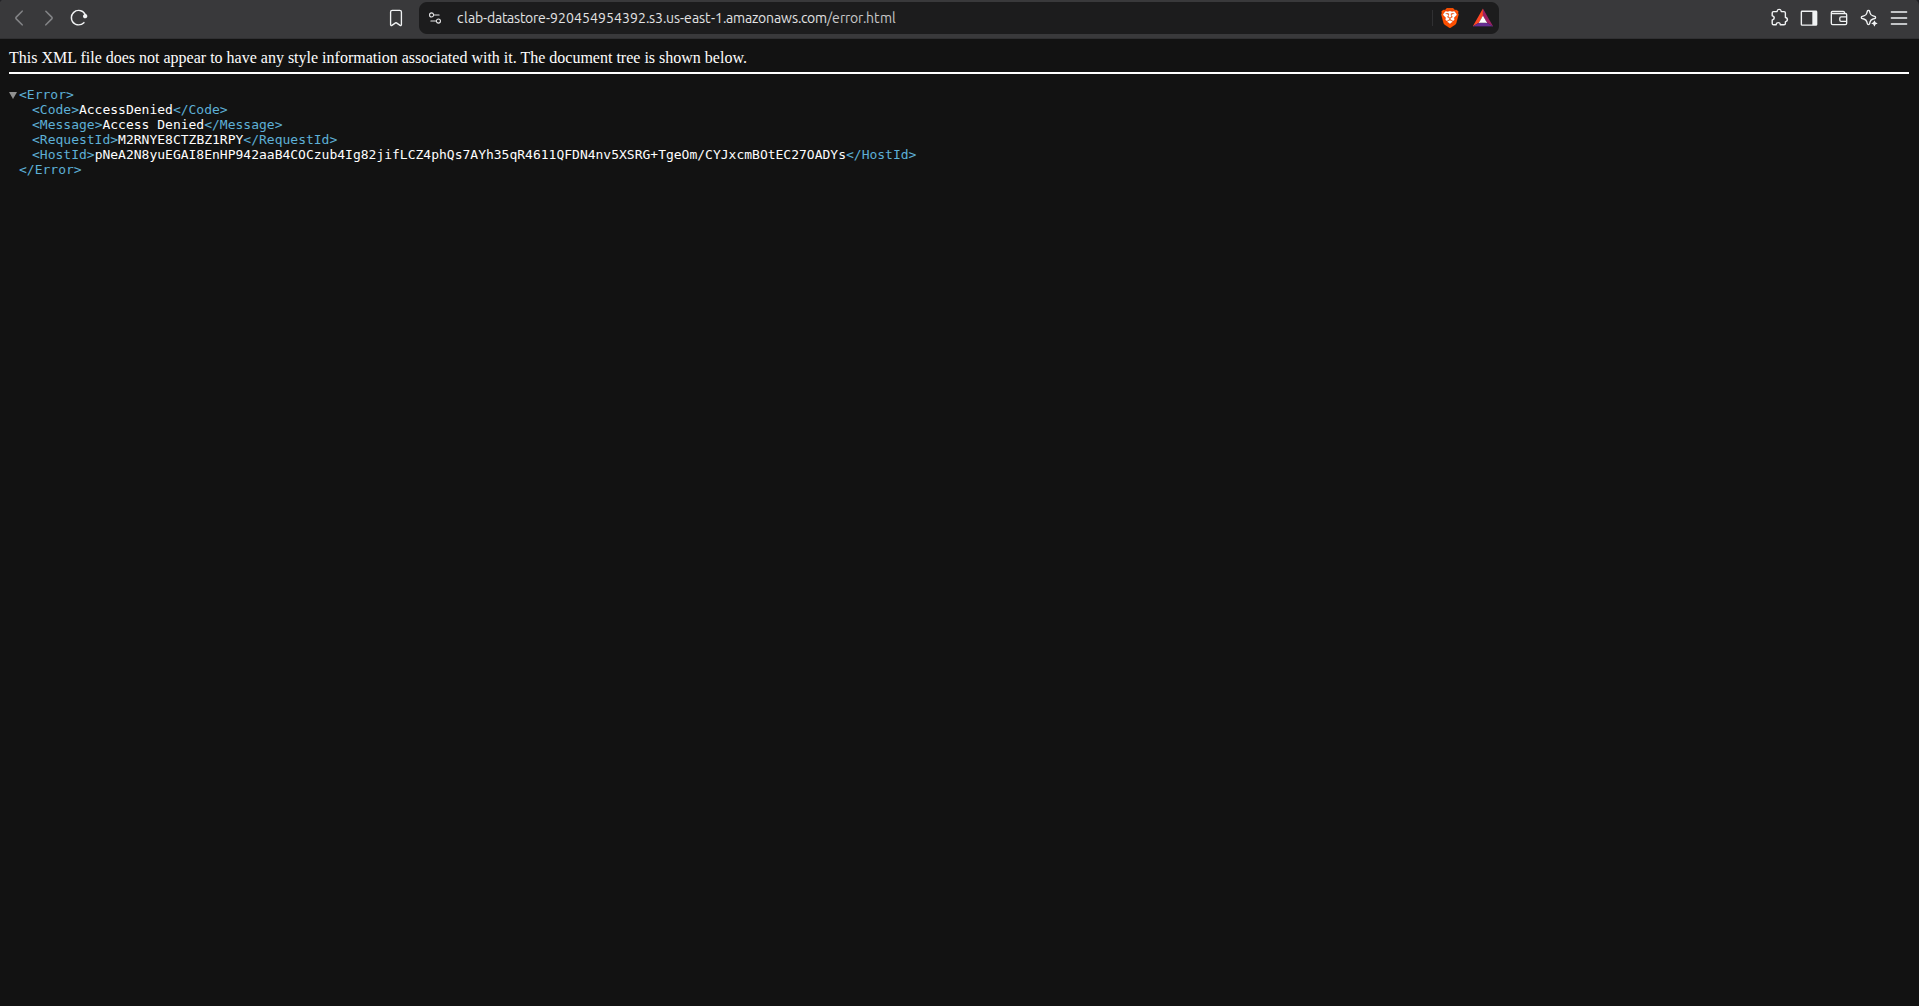 clab-datastore-920454954392.s3.us-east-1.amazonaws.com/error.html
This XML file does not appear to have any style information associated with it. The document tree is shown below.
<Error>
<Code>AccessDenied</Code>
<Message>Access Denied</Message>
<RequestId>M2RNYE8CTZBZ1RPY</RequestId>
<HostId>pNeA2N8yuEGAI8EnHP942aaB4COCzub4Ig82jifLCZ4phQs7AYh35qR4611QFDN4nv5XSRG+TgeOm/CYJxcmBOtEC27OADYs</HostId>
</Error>